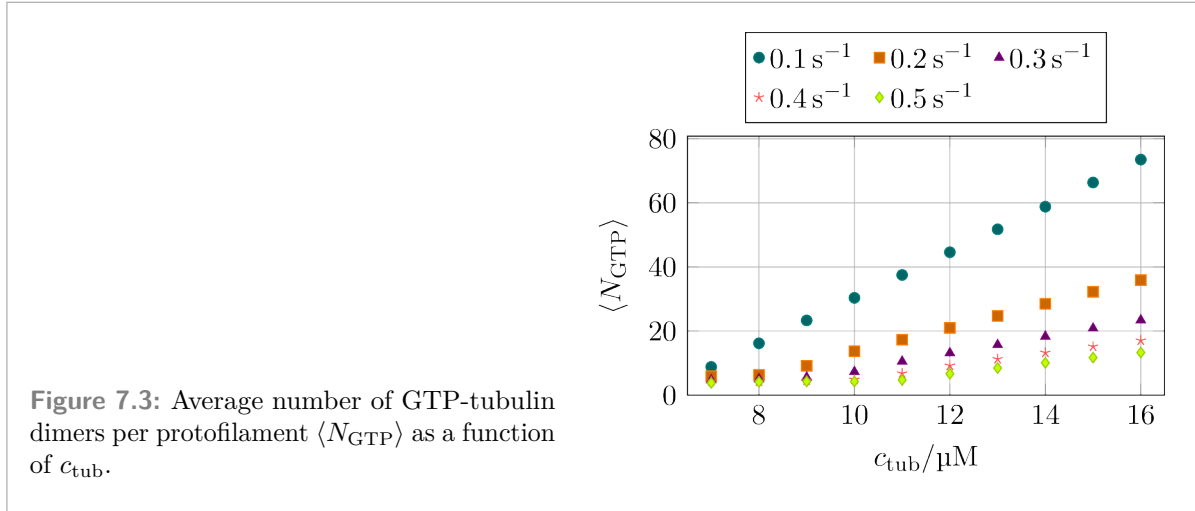 0.1 s⁻¹ 0.2 s⁻¹ 0.3 s⁻¹
0.4 s⁻¹ 0.5 s⁻¹
80
60
40
20
0
⟨N_GTP⟩
8 10 12 14 16
c_tub/µM
Figure 7.3: Average number of GTP-tubulin
dimers per protofilament ⟨N_GTP⟩ as a function
of c_tub.